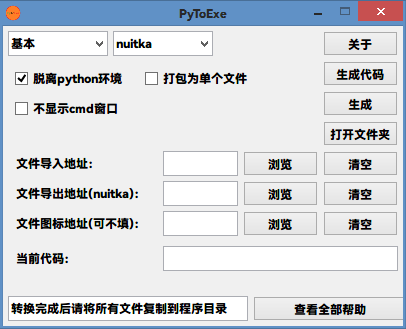 PyToExe
基本 nuitka 关于
脱离python环境 打包为单个文件 生成代码
不显示cmd窗口 生成
打开文件夹
文件导入地址: 浏览 清空
文件导出地址(nuitka): 浏览 清空
文件图标地址(可不填): 浏览 清空
当前代码:
转换完成后请将所有文件复制到程序目录 查看全部帮助